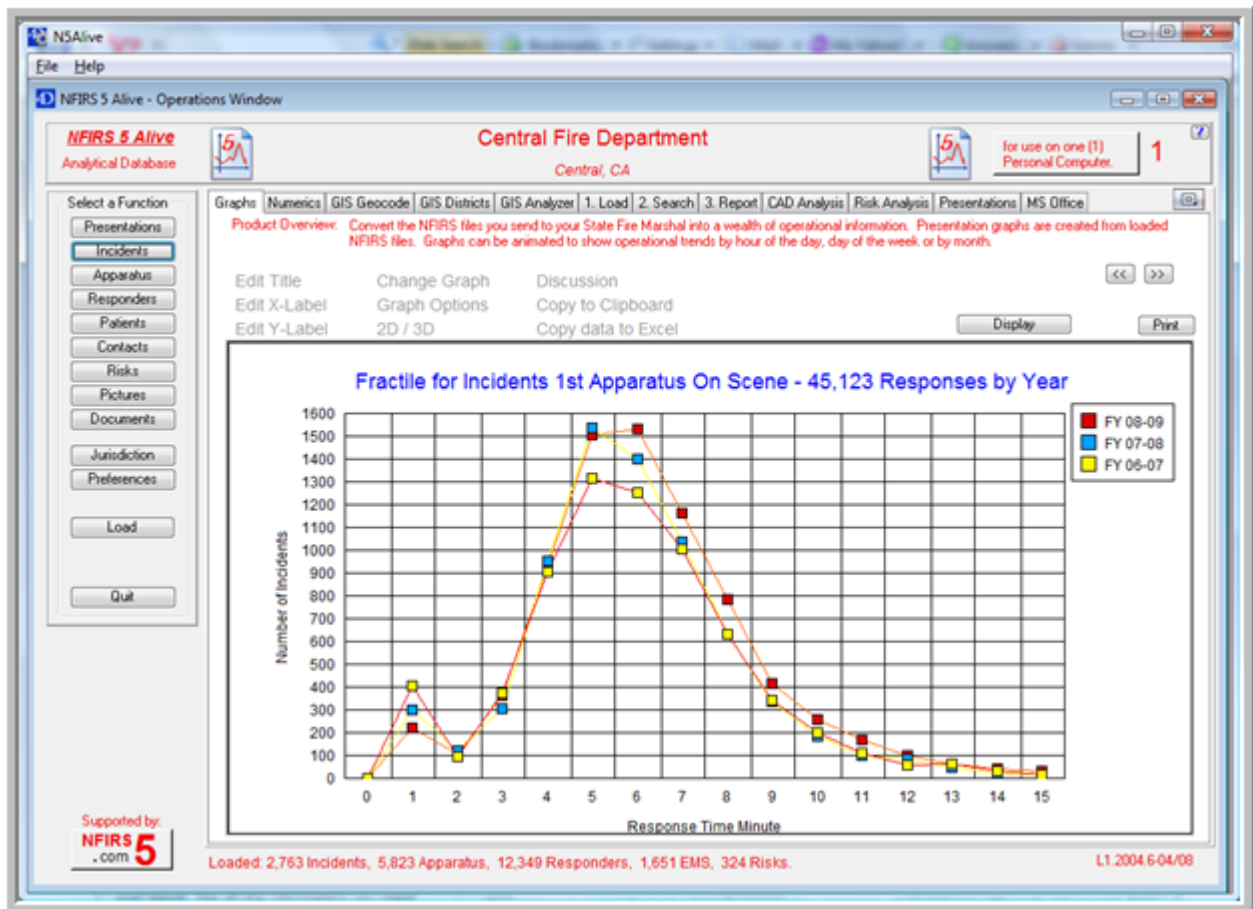 N5Alive
File Help
NFIRS 5 Alive - Operations Window
NFIRS 5 Alive
Analytical Database
5
Central Fire Department
Central, CA
5
for use on one (1)
Personal Computer.
1
?
Select a Function
Presentations
Incidents
Apparatus
Responders
Patients
Contacts
Risks
Pictures
Documents
Jurisdiction
Preferences
Load
Quit
Supported by:
NFIRS 5
.com
Graphs Numerics GIS Geocode GIS Districts GIS Analyzer 1. Load 2. Search 3. Report CAD Analysis Risk Analysis Presentations MS Office
Product Overview: Convert the NFIRS files you send to your State Fire Marshal into a wealth of operational information. Presentation graphs are created from loaded
NFIRS files. Graphs can be animated to show operational trends by hour of the day, day of the week or by month.
Edit Title Change Graph Discussion << >>
Edit X-Label Graph Options Copy to Clipboard
Edit Y-Label 2D / 3D Copy data to Excel Display Print
Fractile for Incidents 1st Apparatus On Scene - 45,123 Responses by Year
FY 08-09
FY 07-08
FY 06-07
Number of Incidents
1600
1500
1400
1300
1200
1100
1000
900
800
700
600
500
400
300
200
100
0
0 1 2 3 4 5 6 7 8 9 10 11 12 13 14 15
Response Time Minute
Loaded: 2,763 Incidents, 5,823 Apparatus, 12,349 Responders, 1,651 EMS, 324 Risks.
L1.2004.6-04/08